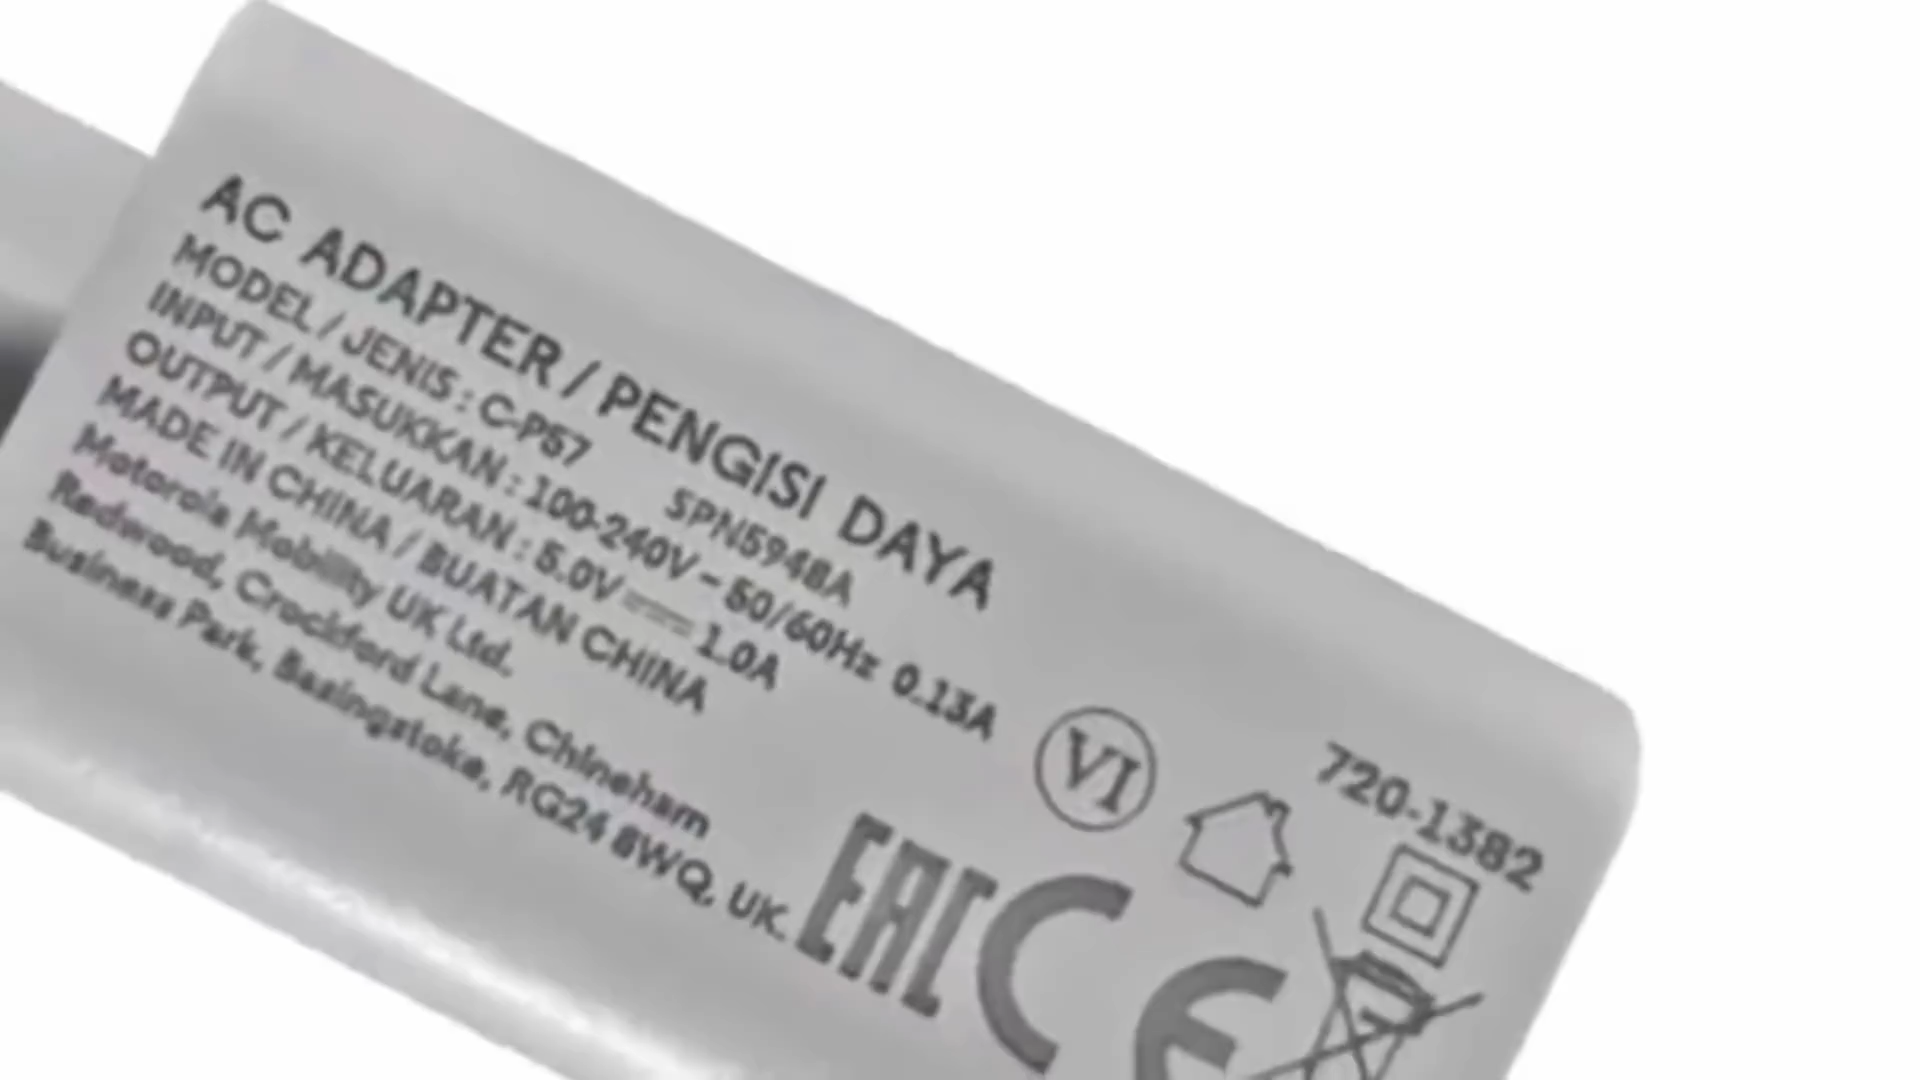 AC ADAPTER / PENGISI DAYA
MODEL / JENIS : C-P57 SPN5948A
INPUT / MASUKKAN : 100-240V ~ 50/60Hz 0.13A
OUTPUT / KELUARAN : 5.0V ⎓ 1.0A
MADE IN CHINA / BUATAN CHINA
Motorola Mobility UK Ltd.
Redwood, Crockford Lane, Chineham
Business Park, Basingstoke, RG24 8WQ, UK.
VI
720-1382
EAC
CE